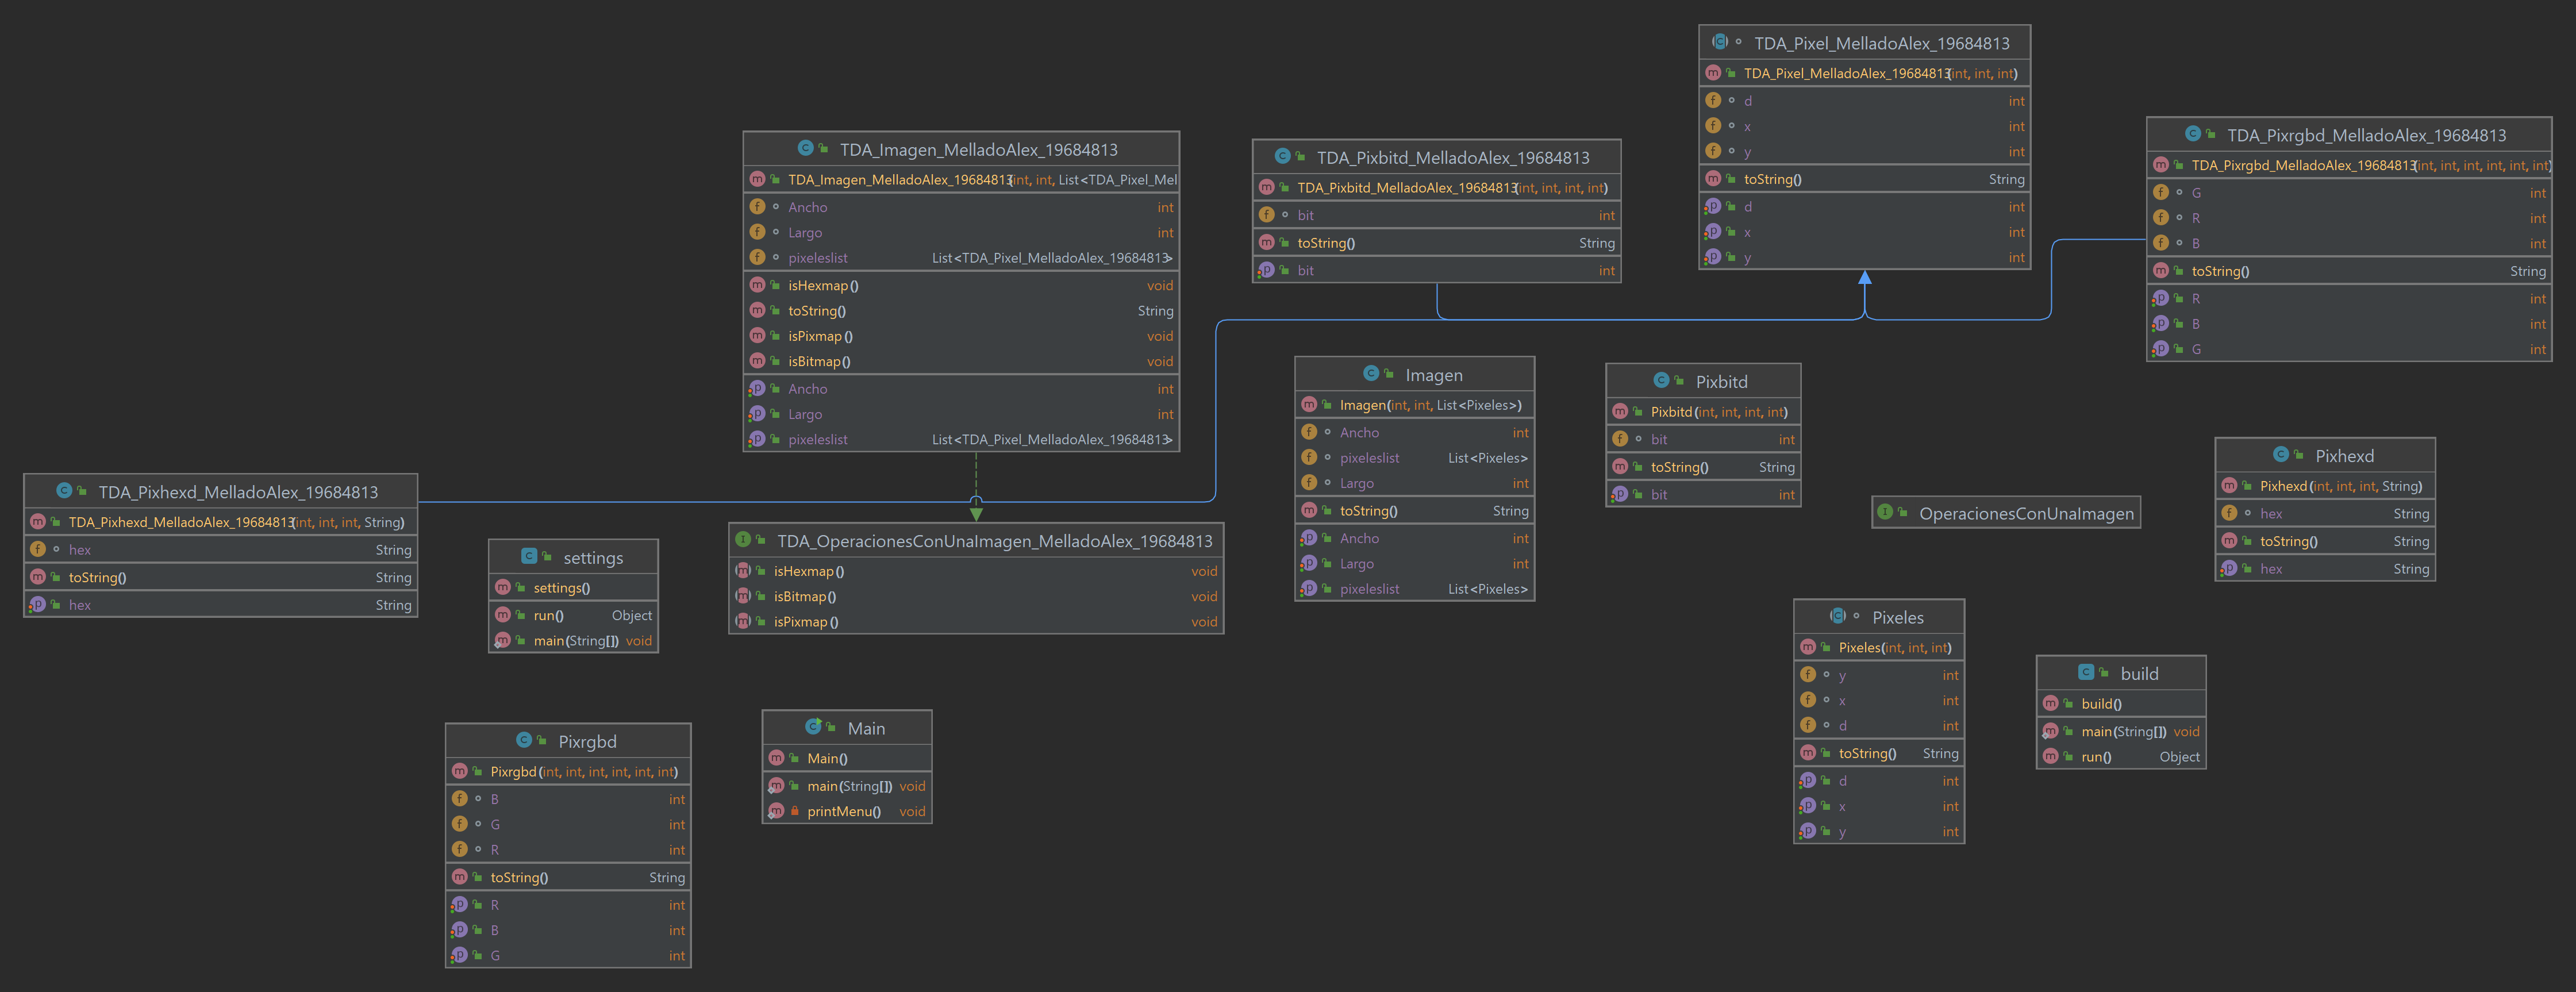 TDA_Pixel_MelladoAlex_19684813
TDA_Pixel_MelladoAlex_19684813(int, int, int)
d int
x int
y int
toString() String
d int
x int
y int
TDA_Pixrgbd_MelladoAlex_19684813
TDA_Pixrgbd_MelladoAlex_19684813(int, int, int, int, int, int)
G int
R int
B int
toString() String
R int
B int
G int
TDA_Imagen_MelladoAlex_19684813
TDA_Imagen_MelladoAlex_19684813(int, int, List<TDA_Pixel_Mel
Ancho int
Largo int
pixeleslist List<TDA_Pixel_MelladoAlex_19684813>
isHexmap() void
toString() String
isPixmap() void
isBitmap() void
Ancho int
Largo int
pixeleslist List<TDA_Pixel_MelladoAlex_19684813>
TDA_Pixbitd_MelladoAlex_19684813
TDA_Pixbitd_MelladoAlex_19684813(int, int, int, int)
bit int
toString() String
bit int
Imagen
Imagen(int, int, List<Pixeles>)
Ancho int
pixeleslist List<Pixeles>
Largo int
toString() String
Ancho int
Largo int
pixeleslist List<Pixeles>
Pixbitd
Pixbitd(int, int, int, int)
bit int
toString() String
bit int
OperacionesConUnaImagen
Pixhexd
Pixhexd(int, int, int, String)
hex String
toString() String
hex String
TDA_Pixhexd_MelladoAlex_19684813
TDA_Pixhexd_MelladoAlex_19684813(int, int, int, String)
hex String
toString() String
hex String
settings
settings()
run() Object
main(String[]) void
TDA_OperacionesConUnaImagen_MelladoAlex_19684813
isHexmap() void
isBitmap() void
isPixmap() void
Pixeles
Pixeles(int, int, int)
y int
x int
d int
toString() String
d int
x int
y int
build
build()
main(String[]) void
run() Object
Pixrgbd
Pixrgbd(int, int, int, int, int, int)
B int
G int
R int
toString() String
R int
B int
G int
Main
Main()
main(String[]) void
printMenu() void